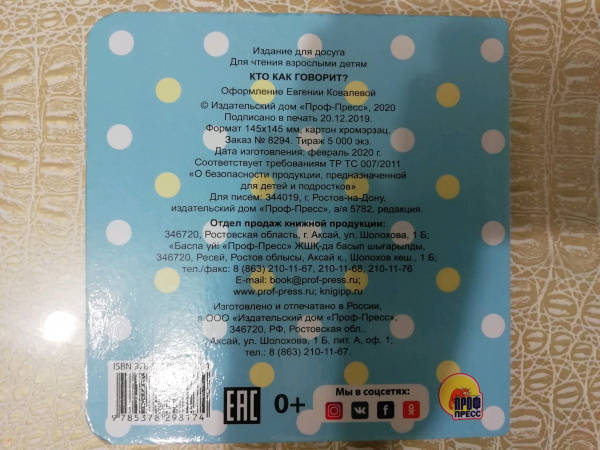 Издание для досуга
Для чтения взрослыми детям
КТО КАК ГОВОРИТ?
Оформление Евгении Ковалевой
© Издательский дом «Проф-Пресс», 2020
Подписано в печать 20.12.2019.
Формат 145х145 мм, картон хромэрзац.
Заказ № 8294. Тираж 5 000 экз.
Дата изготовления: февраль 2020 г.
Соответствует требованиям ТР ТС 007/2011
«О безопасности продукции, предназначенной
для детей и подростков»
Для писем: 344019, г. Ростов-на-Дону,
издательский дом «Проф-Пресс», а/я 5782, редакция.
Отдел продаж книжной продукции:
346720, Ростовская область, г. Аксай, ул. Шолохова, 1 Б;
«Баспа үйі «Проф-Пресс» ЖШҚ-да басып шығарылды,
346720, Ресей, Ростов облысы, Аксай қ., Шолохов көш., 1 Б;
тел./факс: 8 (863) 210-11-67, 210-11-68, 210-11-76
E-mail: book@prof-press.ru;
www.prof-press.ru; knigipp.ru
Изготовлено и отпечатано в России,
в ООО «Издательский дом «Проф-Пресс»,
346720, РФ, Ростовская обл.,
Аксай, ул. Шолохова, 1 Б, лит. А, оф. 1,
тел.: 8 (863) 210-11-67.
ISBN
9785378293174
EAC
0+
Мы в соцсетях:
ПРОФ
ПРЕСС